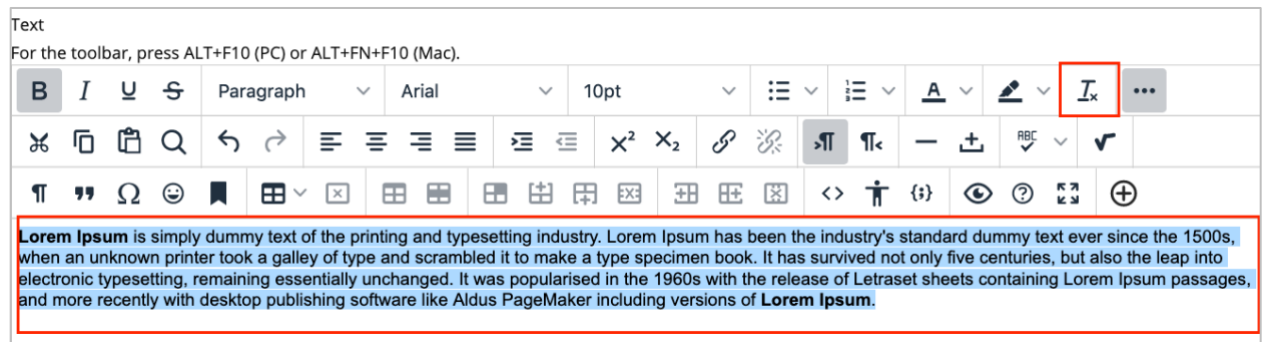 Text
For the toolbar, press ALT+F10 (PC) or ALT+FN+F10 (Mac).
B I U S Paragraph Arial 10pt A Tx
X² X₂ ABC
Lorem Ipsum is simply dummy text of the printing and typesetting industry. Lorem Ipsum has been the industry's standard dummy text ever since the 1500s,
when an unknown printer took a galley of type and scrambled it to make a type specimen book. It has survived not only five centuries, but also the leap into
electronic typesetting, remaining essentially unchanged. It was popularised in the 1960s with the release of Letraset sheets containing Lorem Ipsum passages,
and more recently with desktop publishing software like Aldus PageMaker including versions of Lorem Ipsum.